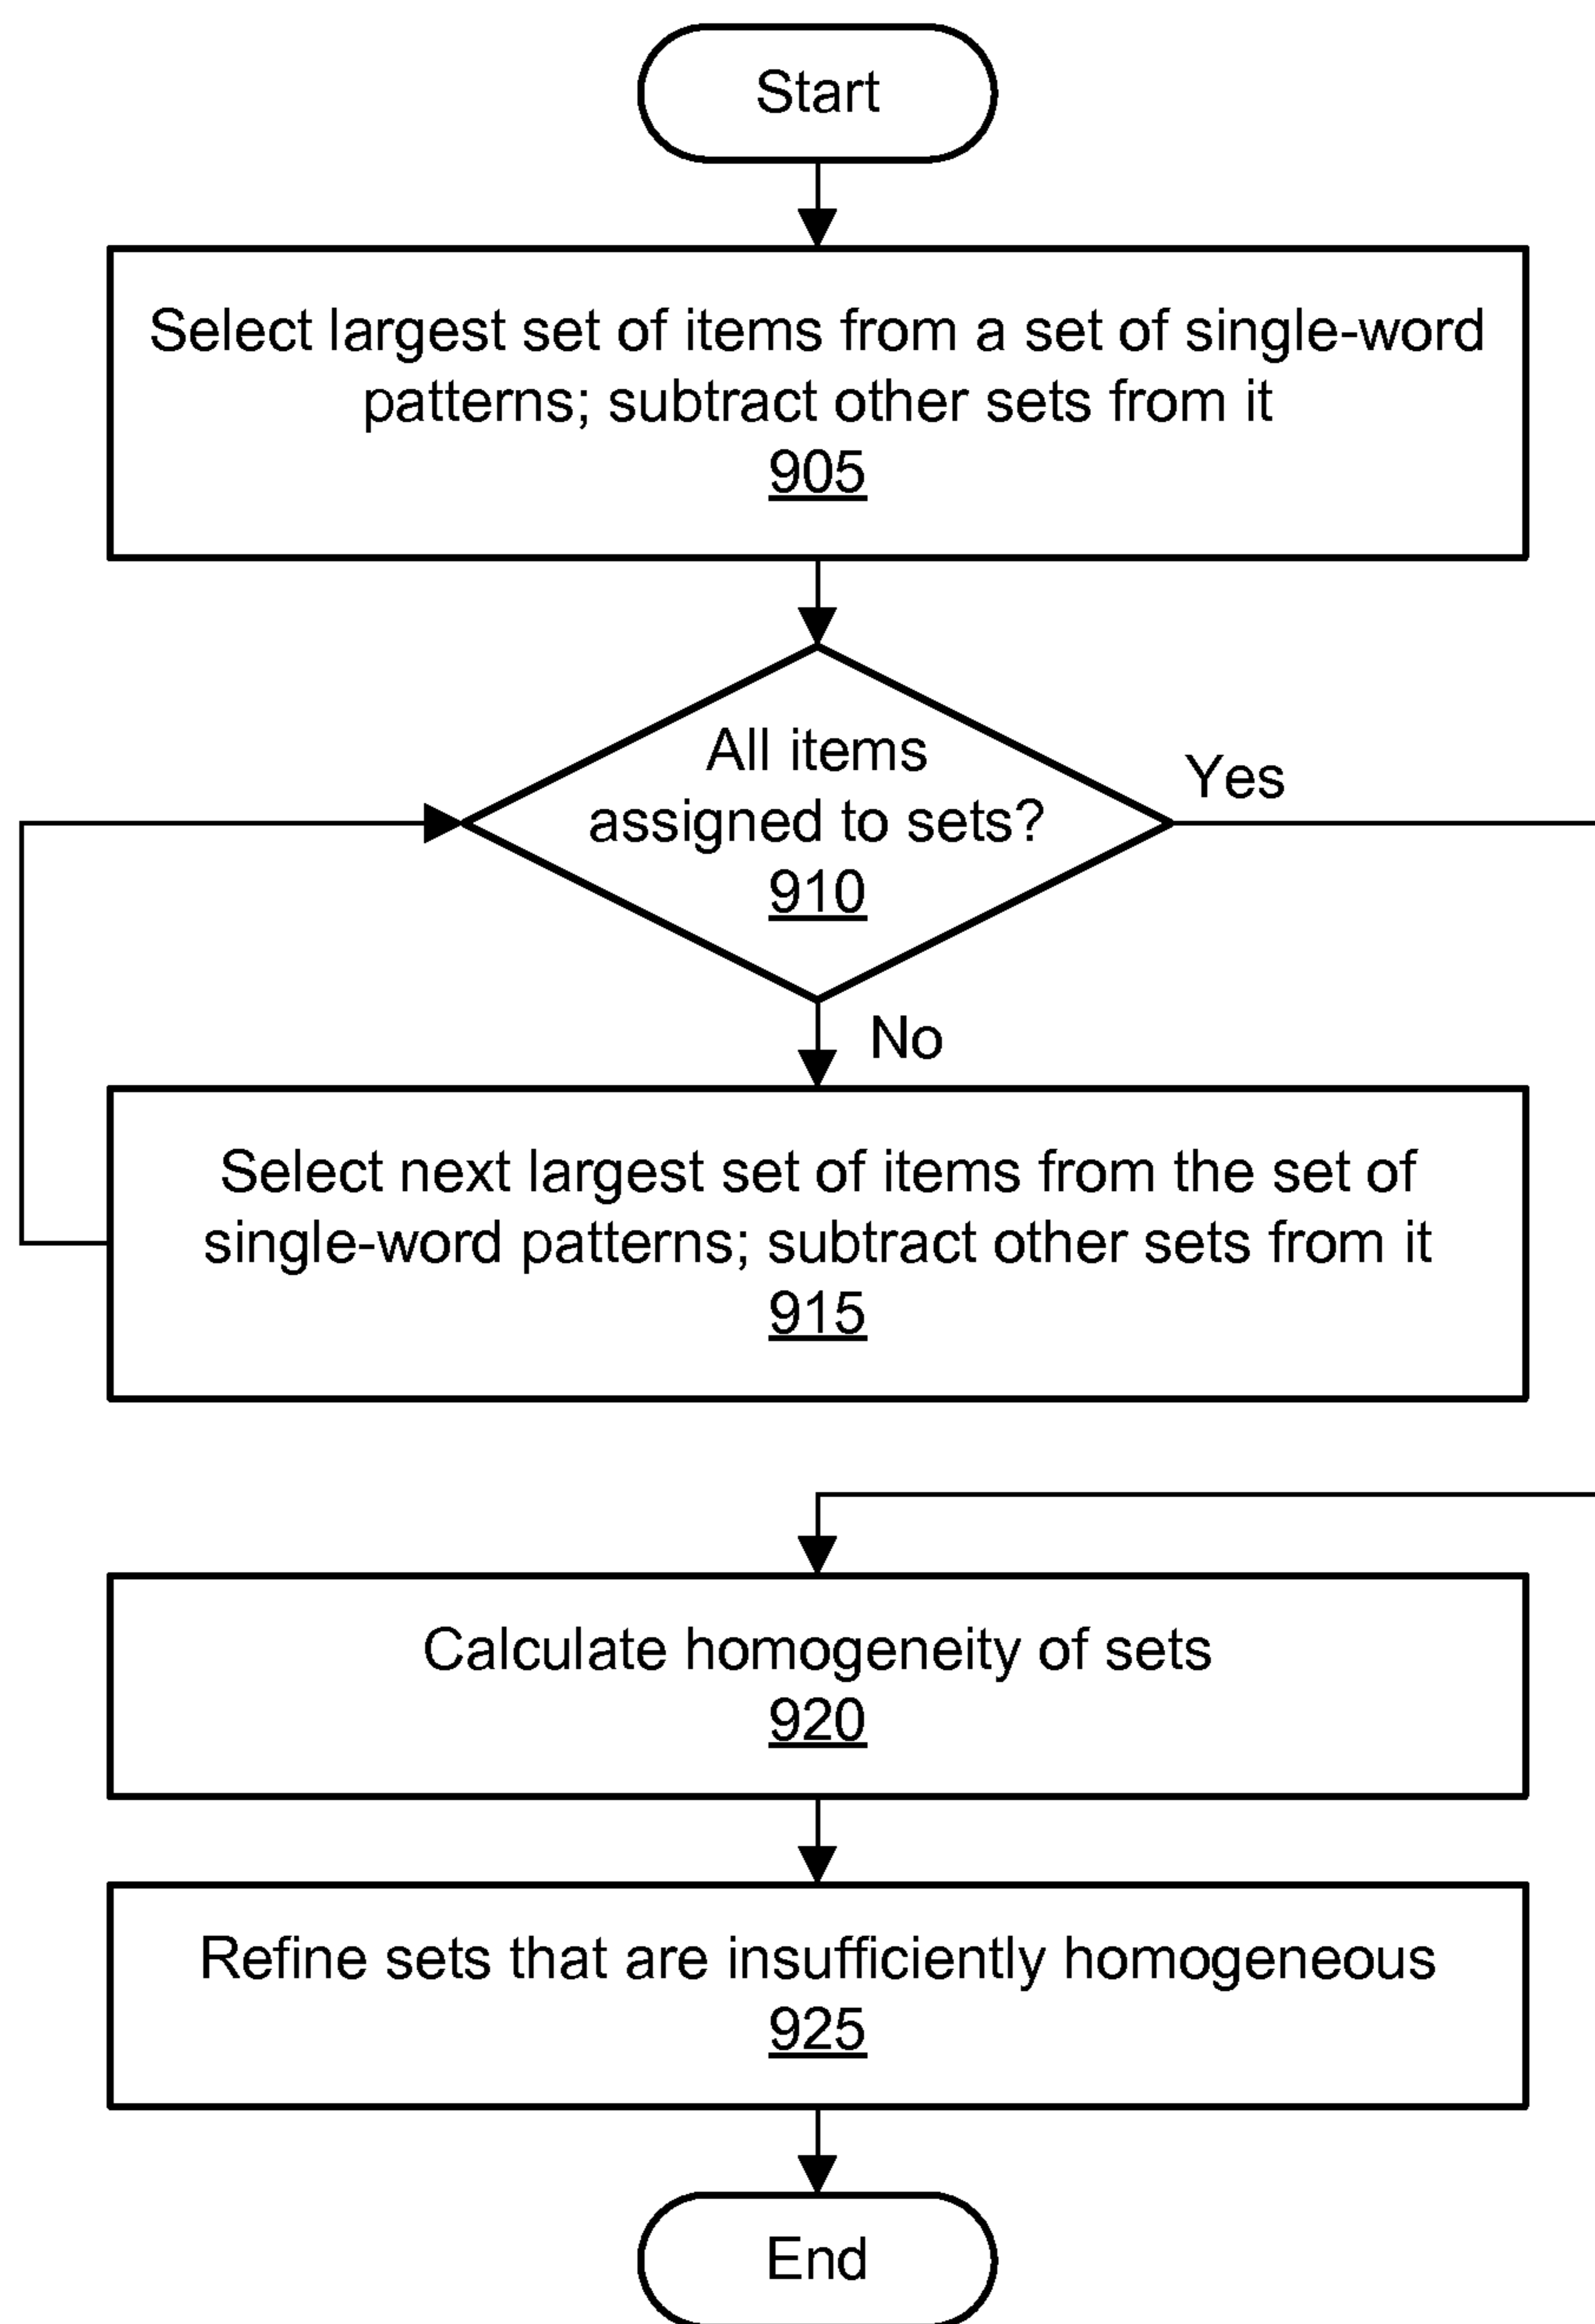 Start
Select largest set of items from a set of single-word
patterns; subtract other sets from it
905
All items
assigned to sets?
910
Yes
No
Select next largest set of items from the set of
single-word patterns; subtract other sets from it
915
Calculate homogeneity of sets
920
Refine sets that are insufficiently homogeneous
925
End